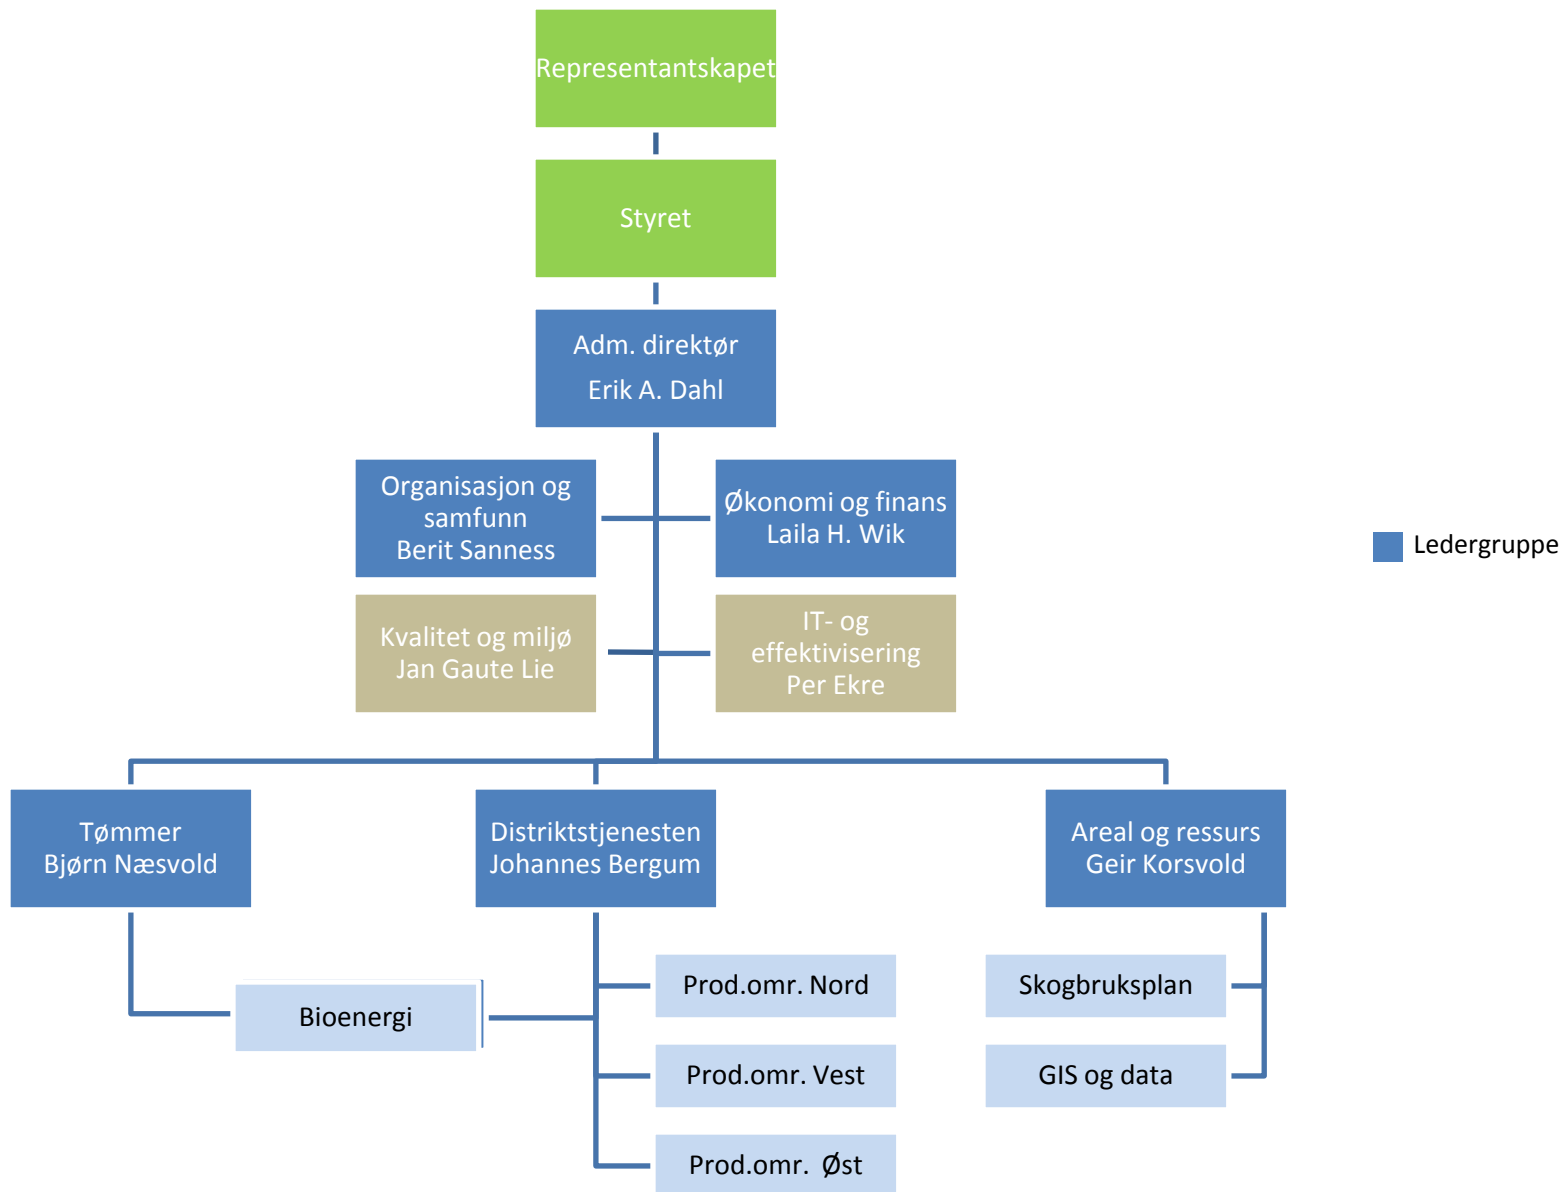 Representantskapet
Styret
Adm. direktør
Erik A. Dahl
Organisasjon og
samfunn
Berit Sanness
Økonomi og finans
Laila H. Wik
Ledergruppe
Kvalitet og miljø
Jan Gaute Lie
IT- og
effektivisering
Per Ekre
Tømmer
Bjørn Næsvold
Distriktstjenesten
Johannes Bergum
Areal og ressurs
Geir Korsvold
Bioenergi
Prod.omr. Nord
Prod.omr. Vest
Prod.omr. Øst
Skogbruksplan
GIS og data